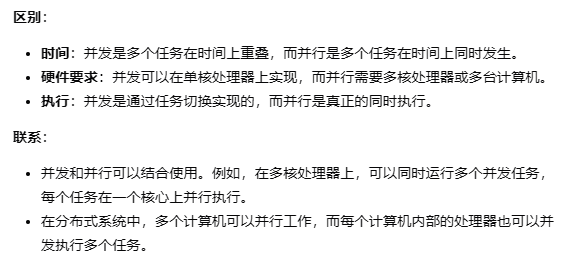 区别：
• 时间：并发是多个任务在时间上重叠，而并行是多个任务在时间上同时发生。
• 硬件要求：并发可以在单核处理器上实现，而并行需要多核处理器或多台计算机。
• 执行：并发是通过任务切换实现的，而并行是真正的同时执行。
联系：
• 并发和并行可以结合使用。例如，在多核处理器上，可以同时运行多个并发任务，
每个任务在一个核心上并行执行。
• 在分布式系统中，多个计算机可以并行工作，而每个计算机内部的处理器也可以并
发执行多个任务。